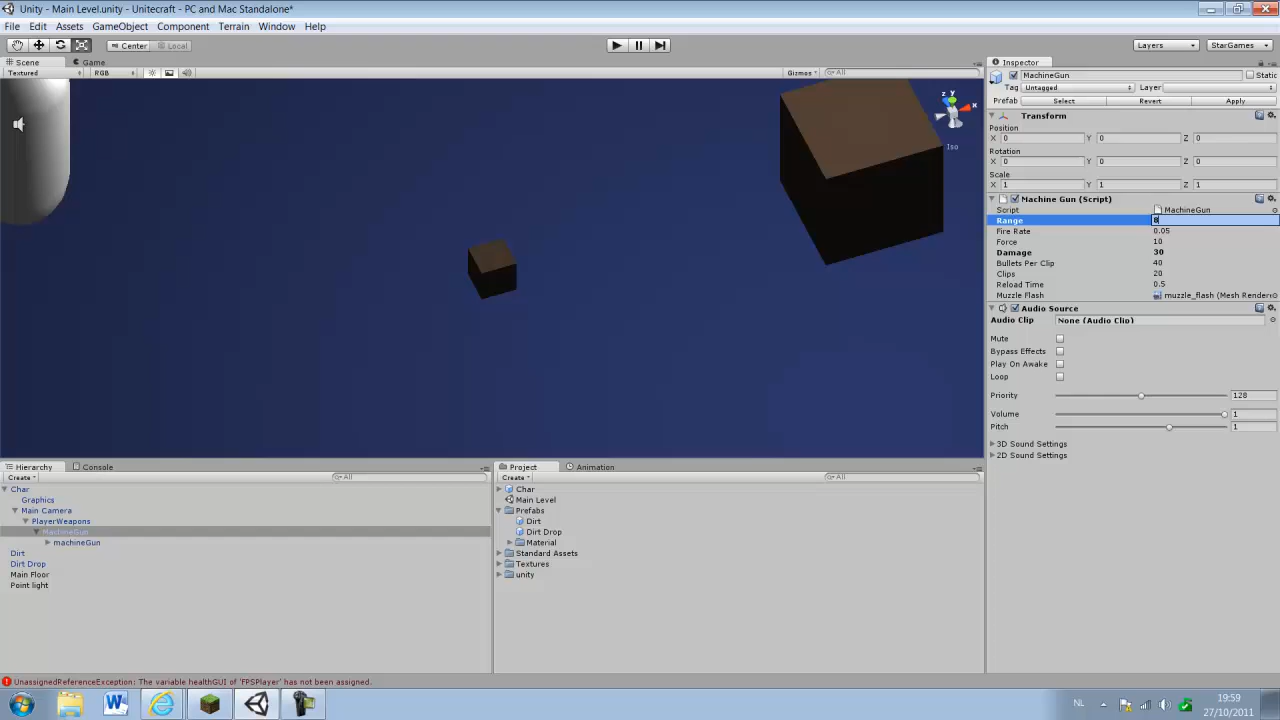 Unity - Main Level.unity - Unitecraft - PC and Mac Standalone*
File Edit Assets GameObject Component Terrain Window Help
Center Local Layers StarGames
Scene Game Inspector
Textured RGB Gizmos All
MachineGun Static
Tag Untagged Layer
Prefab Select Revert Apply
Transform
Position
X 0 Y 0 Z 0
Rotation
X 0 Y 0 Z 0
Scale
X 1 Y 1 Z 1
z y x
Iso
Machine Gun (Script)
Script MachineGun
Range 8
Fire Rate 0.05
Force 10
Damage 30
Bullets Per Clip 40
Clips 20
Reload Time 0.5
Muzzle Flash muzzle_flash (Mesh Render
Audio Source
Audio Clip None (Audio Clip)
Mute
Bypass Effects
Play On Awake
Loop
Priority 128
Volume 1
Pitch 1
3D Sound Settings
2D Sound Settings
Hierarchy Console
Create All
Char
Graphics
Main Camera
PlayerWeapons
MachineGun
machineGun
Dirt
Dirt Drop
Main Floor
Point light
Project Animation
Create All
Char
Main Level
Prefabs
Dirt
Dirt Drop
Material
Standard Assets
Textures
unity
UnassignedReferenceException: The variable healthGUI of 'FPSPlayer' has not been assigned.
NL
19:59
27/10/2011